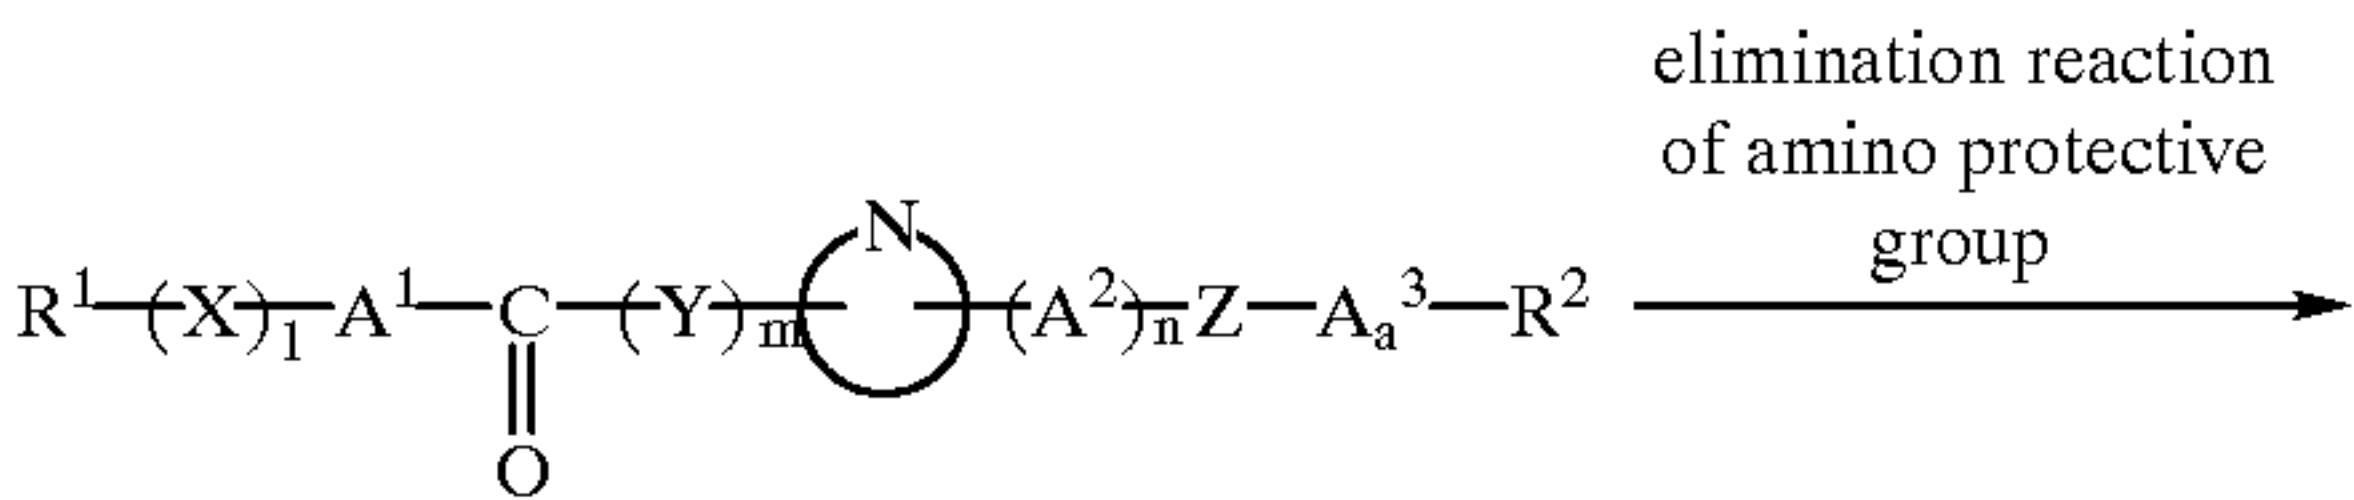 elimination reaction
of amino protective
group
N
R¹—(X)₁—A¹—C—(Y)ₘ—(A²)ₙ—Z—Aₐ³—R²
O